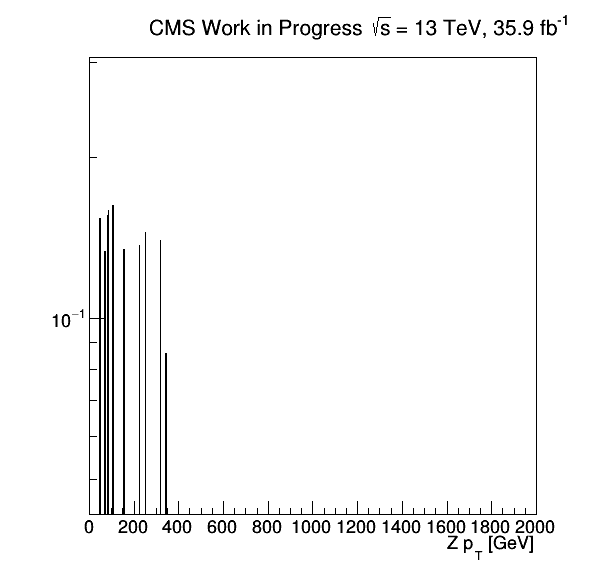 CMS Work in Progress √s = 13 TeV, 35.9 fb⁻¹
10⁻¹
0 200 400 600 800 1000 1200 1400 1600 1800 2000
Z p_T [GeV]